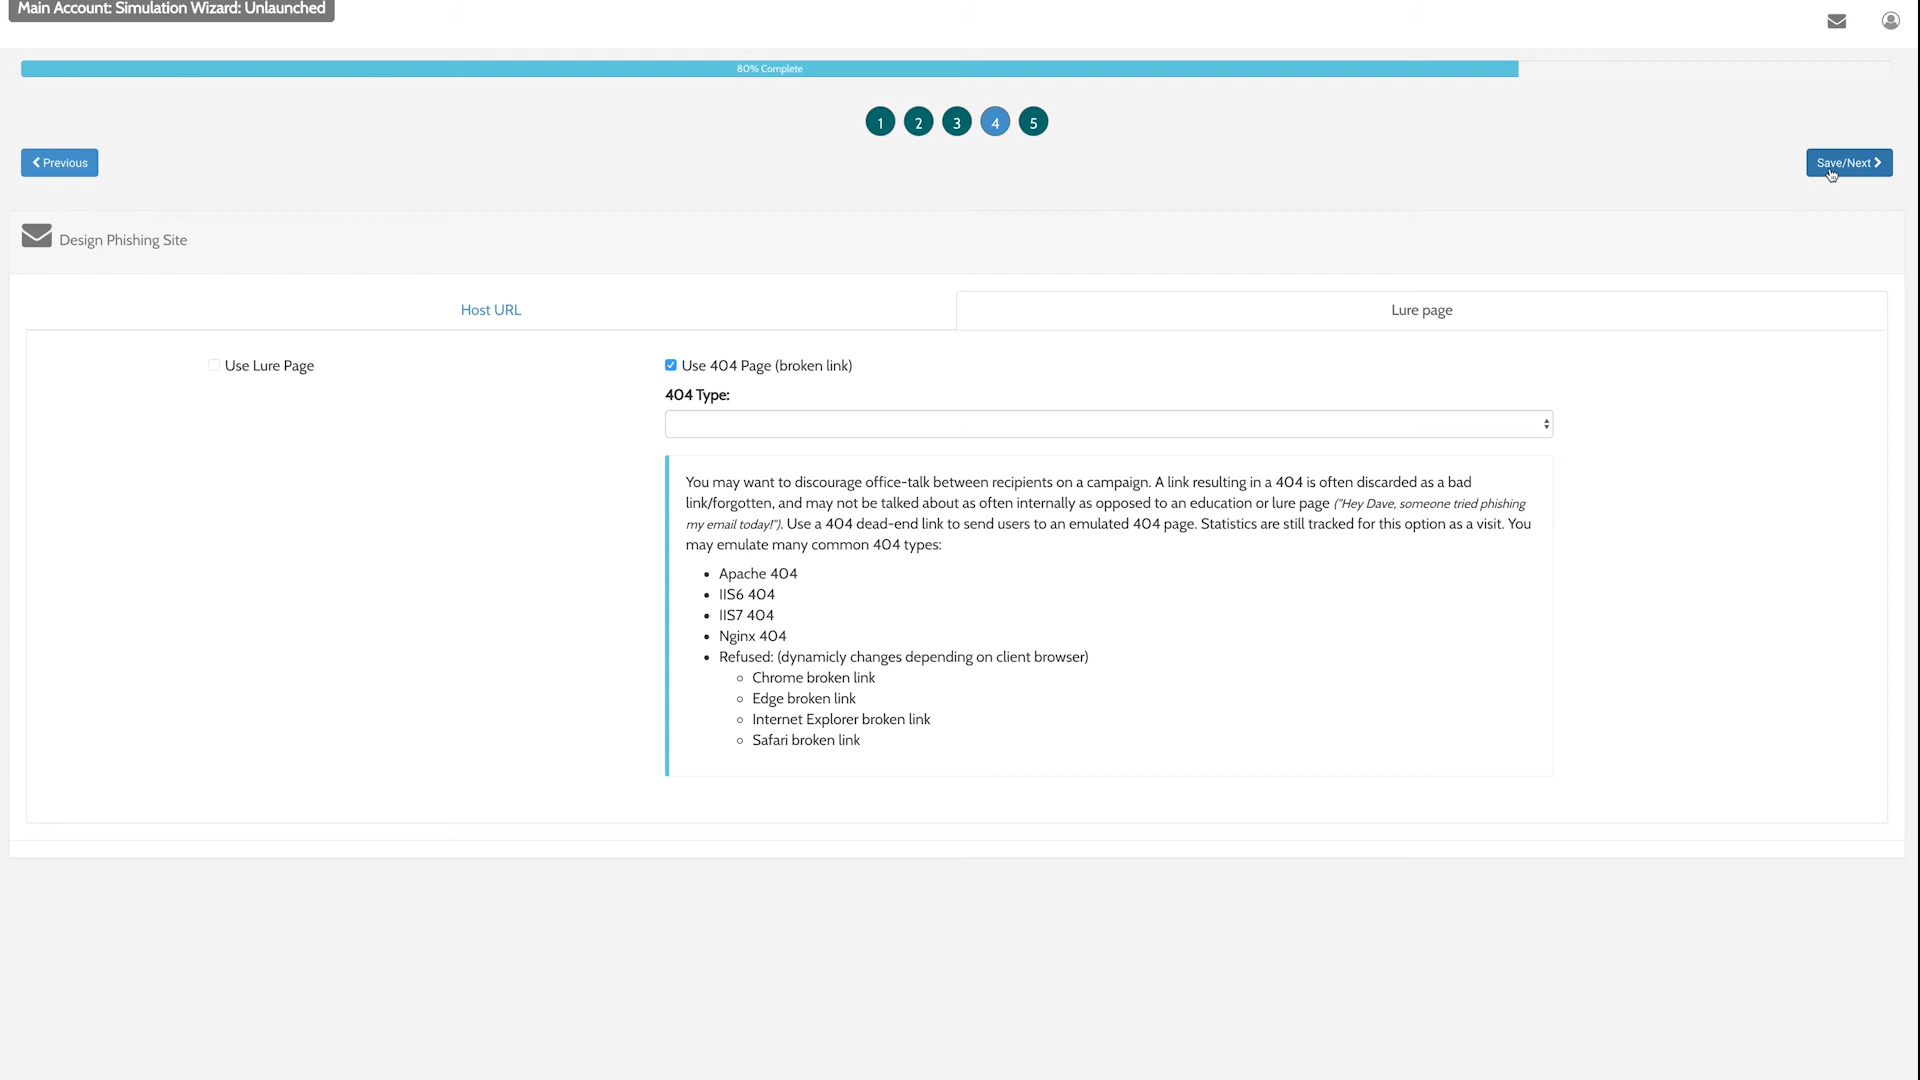 Main Account: Simulation Wizard: Unlaunched
80% Complete
1 2 3 4 5
Previous
Save/Next
Design Phishing Site
Host URL
Lure page
Use Lure Page
Use 404 Page (broken link)
404 Type:
You may want to discourage office-talk between recipients on a campaign. A link resulting in a 404 is often discarded as a bad
link/forgotten, and may not be talked about as often internally as opposed to an education or lure page ("Hey Dave, someone tried phishing
my email today!"). Use a 404 dead-end link to send users to an emulated 404 page. Statistics are still tracked for this option as a visit. You
may emulate many common 404 types:
Apache 404
IIS6 404
IIS7 404
Nginx 404
Refused: (dynamicly changes depending on client browser)
Chrome broken link
Edge broken link
Internet Explorer broken link
Safari broken link